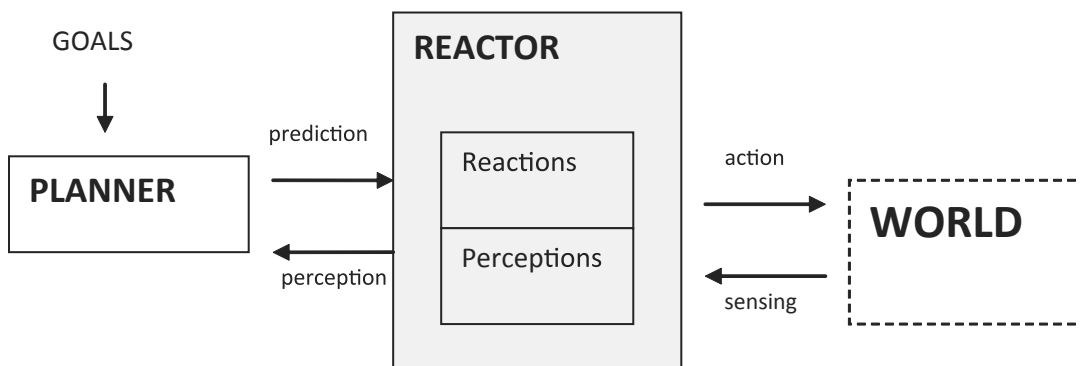 GOALS
PLANNER
prediction
perception
REACTOR
Reactions
Perceptions
action
sensing
WORLD